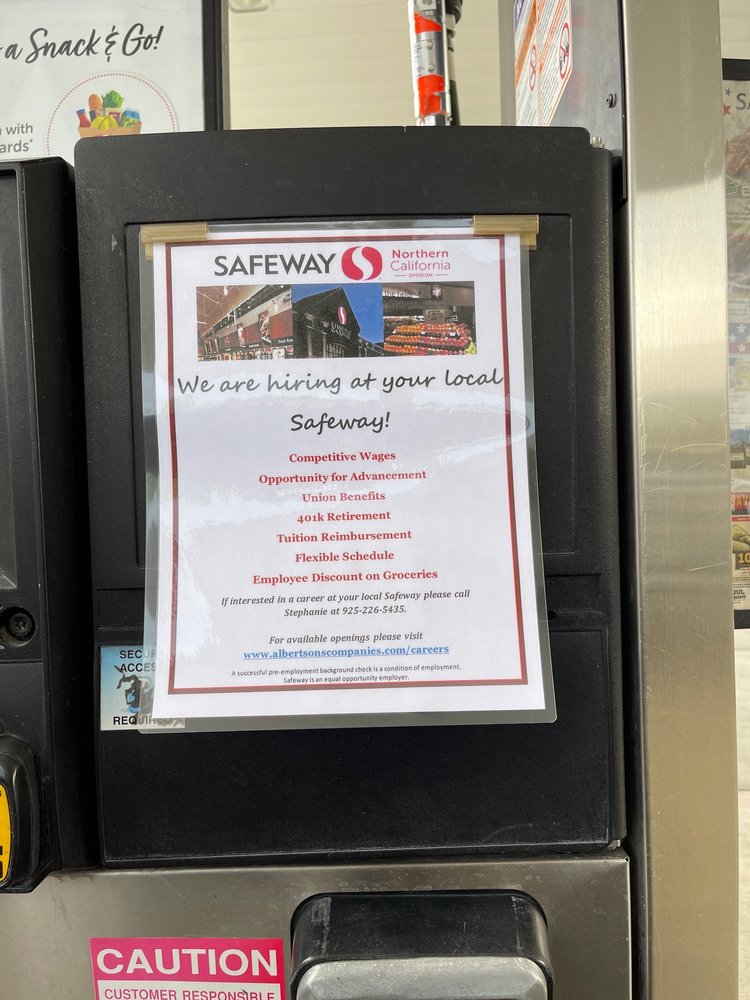 a Snack & Go!
with
ards*
SAFEWAY
Northern
California
DIVISION
We are hiring at your local
Safeway!
Competitive Wages
Opportunity for Advancement
Union Benefits
401k Retirement
Tuition Reimbursement
Flexible Schedule
Employee Discount on Groceries
If interested in a career at your local Safeway please call
Stephanie at 925-226-5435.
For available openings please visit
www.albertsonscompanies.com/careers
A successful pre-employment background check is a condition of employment.
Safeway is an equal opportunity employer.
SECUR
ACCES
REQUIR
CAUTION
CUSTOMER RESPONSIBLE